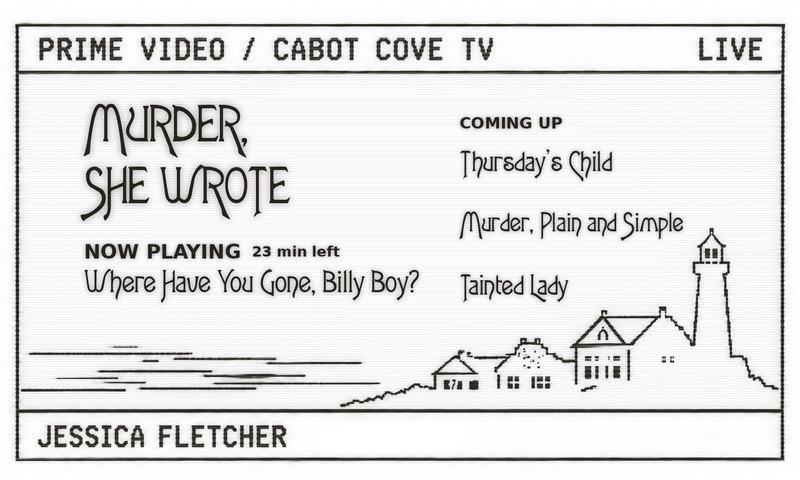 PRIME VIDEO / CABOT COVE TV
LIVE
MURDER,
SHE WROTE
NOW PLAYING 23 min left
Where Have You Gone, Billy Boy?
COMING UP
Thursday's Child
Murder, Plain and Simple
Tainted Lady
JESSICA FLETCHER